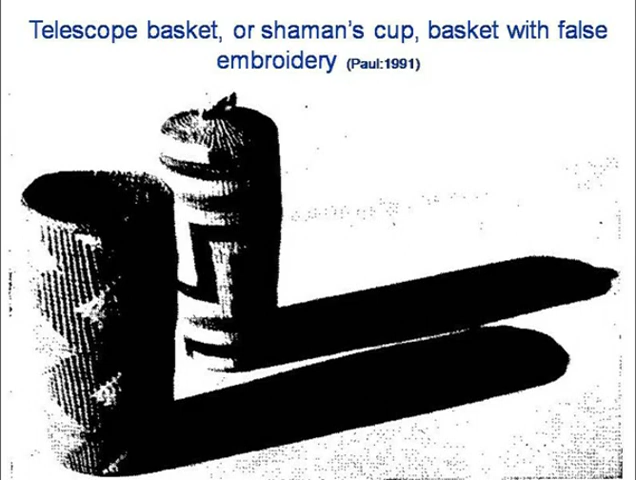 Telescope basket, or shaman's cup, basket with false
embroidery (Paul:1991)